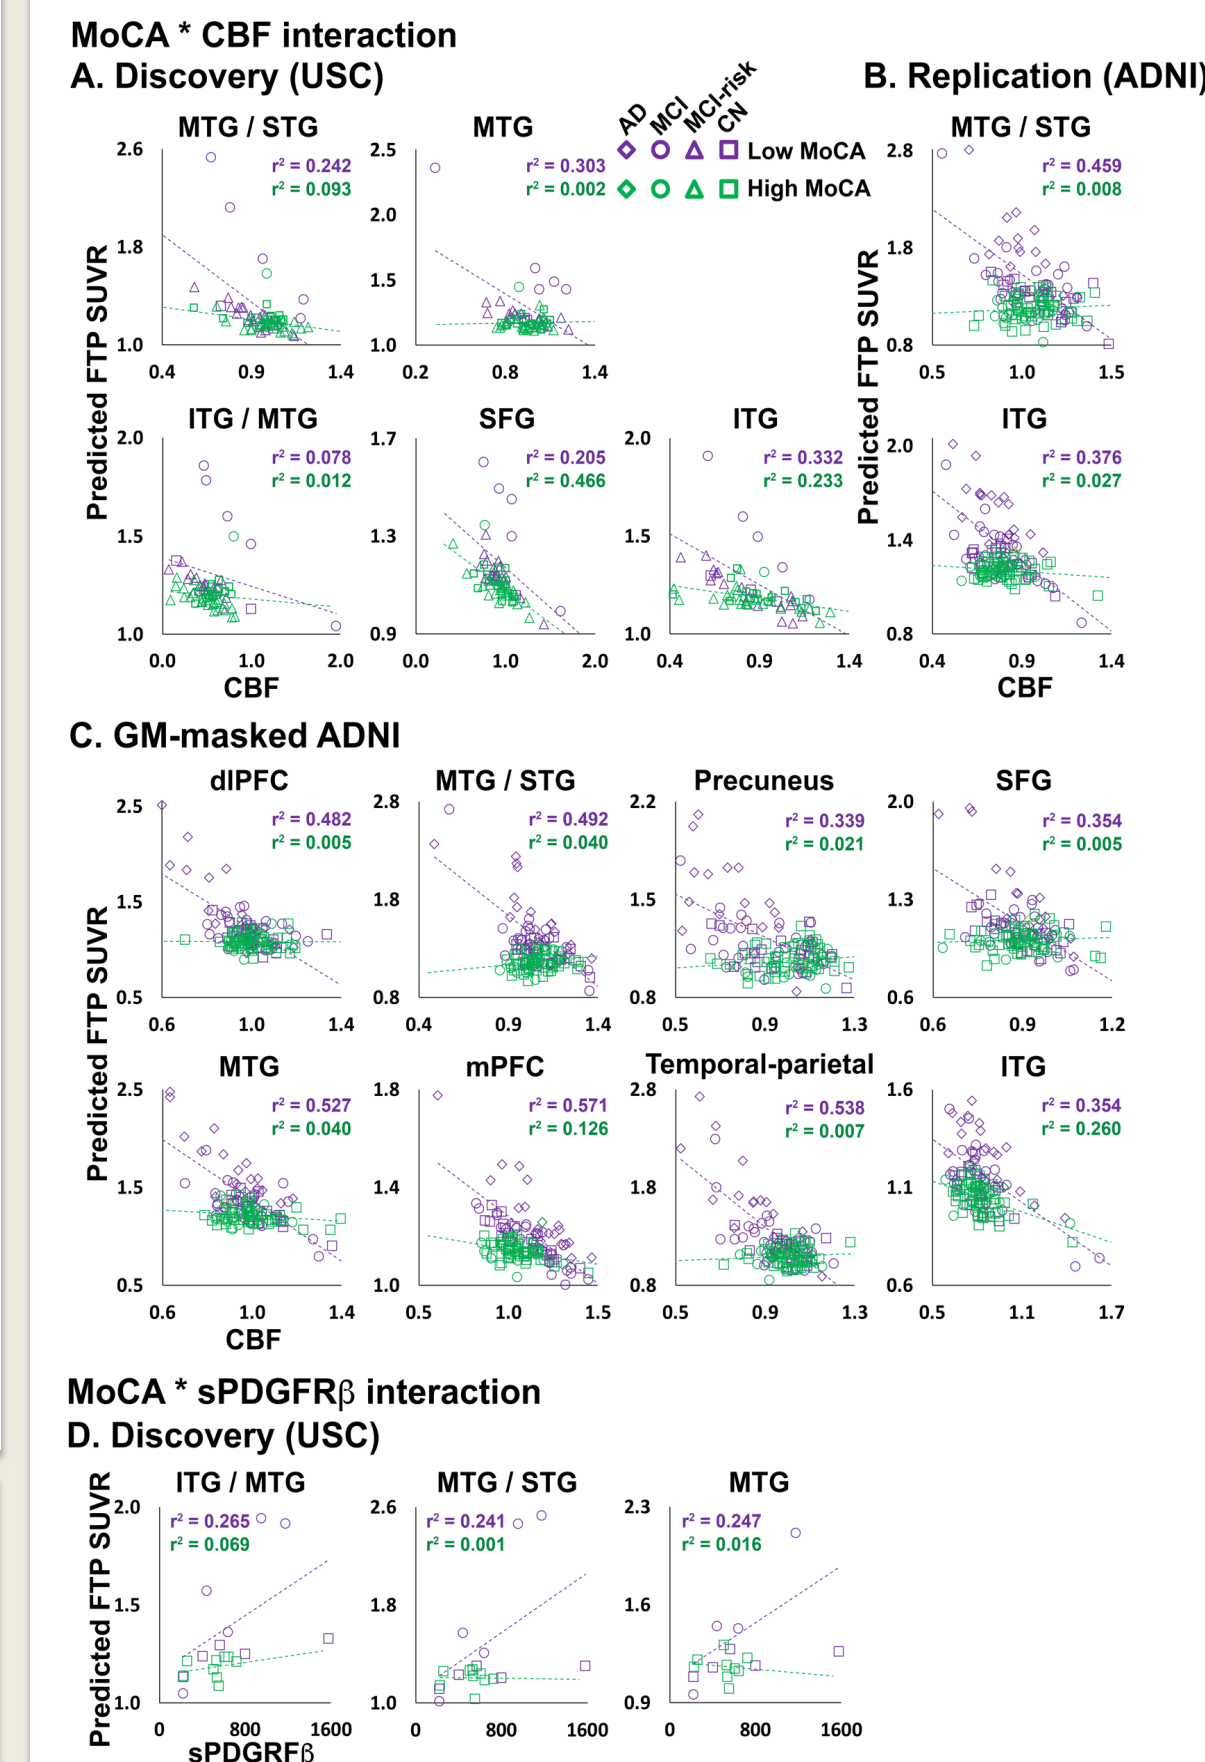 MoCA * CBF interaction
A. Discovery (USC)
B. Replication (ADNI)
AD
MCI
MCI-risk
CN
Low MoCA
High MoCA
Predicted FTP SUVR
MTG / STG
r² = 0.242
r² = 0.093
2.6
1.8
1.0
0.4 0.9 1.4
MTG
r² = 0.303
r² = 0.002
2.5
2.0
1.5
1.0
0.2 0.8 1.4
Predicted FTP SUVR
MTG / STG
r² = 0.459
r² = 0.008
2.8
1.8
0.8
0.5 1.0 1.5
ITG / MTG
r² = 0.078
r² = 0.012
2.0
1.5
1.0
0.0 1.0 2.0
CBF
SFG
r² = 0.205
r² = 0.466
1.7
1.3
0.9
0.0 1.0 2.0
ITG
r² = 0.332
r² = 0.233
2.0
1.5
1.0
0.4 0.9 1.4
ITG
r² = 0.376
r² = 0.027
2.0
1.4
0.8
0.4 0.9 1.4
CBF
C. GM-masked ADNI
Predicted FTP SUVR
dlPFC
r² = 0.482
r² = 0.005
2.5
1.5
0.5
0.6 1.0 1.4
MTG / STG
r² = 0.492
r² = 0.040
2.8
1.8
0.8
0.4 0.9 1.4
Precuneus
r² = 0.339
r² = 0.021
2.2
1.5
0.8
0.5 0.9 1.3
SFG
r² = 0.354
r² = 0.005
2.0
1.3
0.6
0.6 0.9 1.2
MTG
r² = 0.527
r² = 0.040
2.5
1.5
0.5
0.6 1.0 1.4
CBF
mPFC
r² = 0.571
r² = 0.126
1.8
1.4
1.0
0.5 1.0 1.5
Temporal-parietal
r² = 0.538
r² = 0.007
2.8
1.8
0.8
0.5 0.9 1.3
ITG
r² = 0.354
r² = 0.260
1.6
1.1
0.6
0.5 1.1 1.7
MoCA * sPDGFRβ interaction
D. Discovery (USC)
Predicted FTP SUVR
ITG / MTG
r² = 0.265
r² = 0.069
2.0
1.5
1.0
0 800 1600
sPDGRFβ
MTG / STG
r² = 0.241
r² = 0.001
2.6
1.8
1.0
0 800 1600
MTG
r² = 0.247
r² = 0.016
2.3
1.6
0.9
0 800 1600